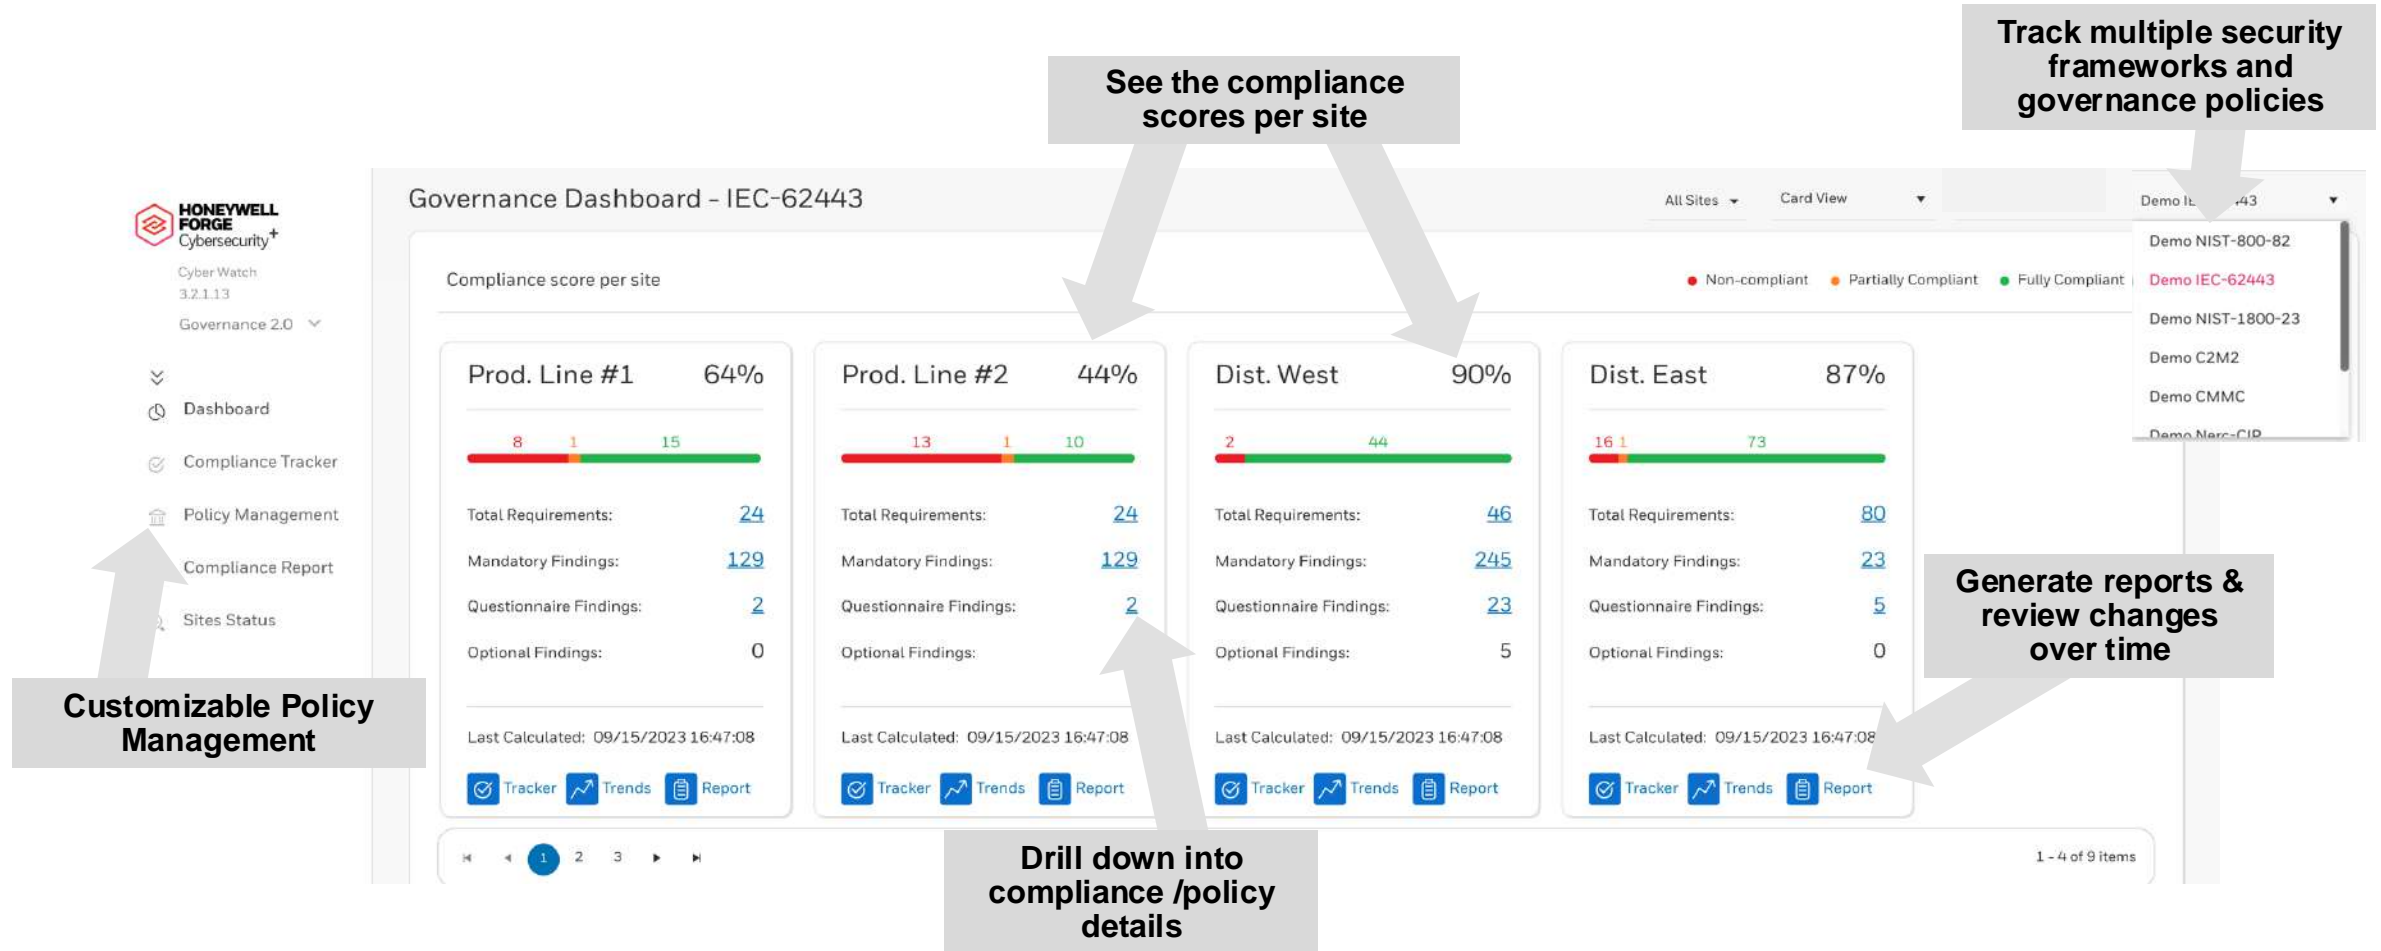 Track multiple security
frameworks and
governance policies
See the compliance
scores per site
HONEYWELL
FORGE
Cybersecurity+
Cyber Watch
3.2.1.13
Governance 2.0
Dashboard
Compliance Tracker
Policy Management
Compliance Report
Sites Status
Customizable Policy
Management
Governance Dashboard - IEC-62443
All Sites
Card View
Demo IE 443
Demo NIST-800-82
Demo IEC-62443
Demo NIST-1800-23
Demo C2M2
Demo CMMC
Demo Nerc-CIP
Compliance score per site
Non-compliant Partially Compliant Fully Compliant
Prod. Line #1 64%
8 1 15
Total Requirements: 24
Mandatory Findings: 129
Questionnaire Findings: 2
Optional Findings: 0
Last Calculated: 09/15/2023 16:47:08
Tracker Trends Report
Prod. Line #2 44%
13 1 10
Total Requirements: 24
Mandatory Findings: 129
Questionnaire Findings: 2
Optional Findings:
Last Calculated: 09/15/2023 16:47:08
Tracker Trends Report
Dist. West 90%
2 44
Total Requirements: 46
Mandatory Findings: 245
Questionnaire Findings: 23
Optional Findings: 5
Last Calculated: 09/15/2023 16:47:08
Tracker Trends Report
Dist. East 87%
16 1 73
Total Requirements: 80
Mandatory Findings: 23
Questionnaire Findings: 5
Optional Findings: 0
Last Calculated: 09/15/2023 16:47:08
Tracker Trends Report
Generate reports &
review changes
over time
1 2 3
1 - 4 of 9 items
Drill down into
compliance /policy
details